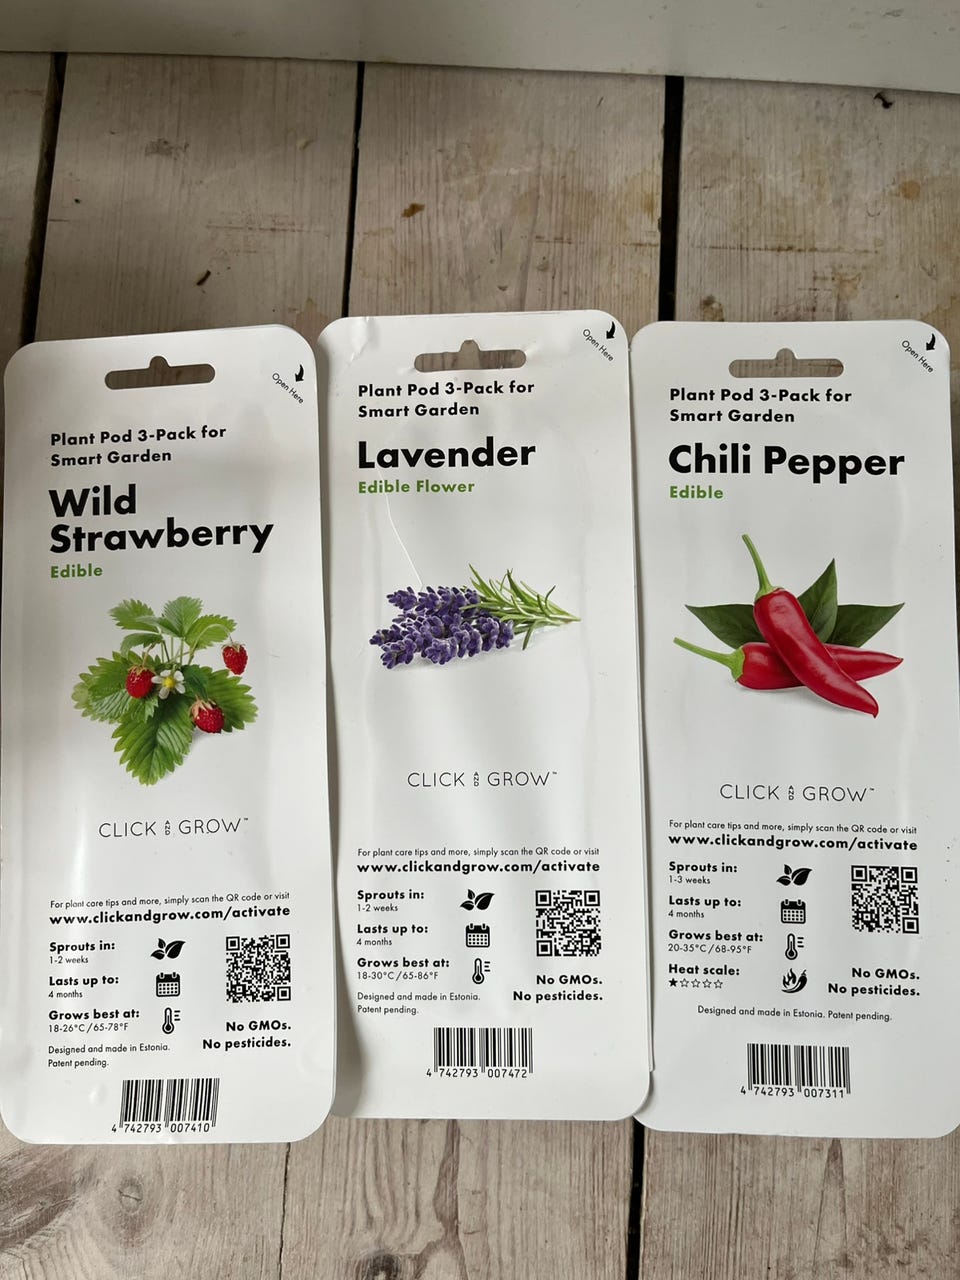 Open Here
Plant Pod 3-Pack for
Smart Garden
Wild
Strawberry
Edible
CLICK AND GROW™
For plant care tips and more, simply scan the QR code or visit
www.clickandgrow.com/activate
Sprouts in:
1-2 weeks
Lasts up to:
4 months
Grows best at:
18-26°C/65-78°F
No GMOs.
No pesticides.
Designed and made in Estonia.
Patent pending.
4 742793 007410
Open Here
Plant Pod 3-Pack for
Smart Garden
Lavender
Edible Flower
CLICK AND GROW™
For plant care tips and more, simply scan the QR code or visit
www.clickandgrow.com/activate
Sprouts in:
1-2 weeks
Lasts up to:
4 months
Grows best at:
18-30°C/65-86°F
No GMOs.
No pesticides.
Designed and made in Estonia.
Patent pending.
4 742793 007472
Open Here
Plant Pod 3-Pack for
Smart Garden
Chili Pepper
Edible
CLICK AND GROW™
For plant care tips and more, simply scan the QR code or visit
www.clickandgrow.com/activate
Sprouts in:
1-3 weeks
Lasts up to:
4 months
Grows best at:
20-35°C/68-95°F
Heat scale:
★☆☆☆☆
No GMOs.
No pesticides.
Designed and made in Estonia. Patent pending.
4 742793 007311